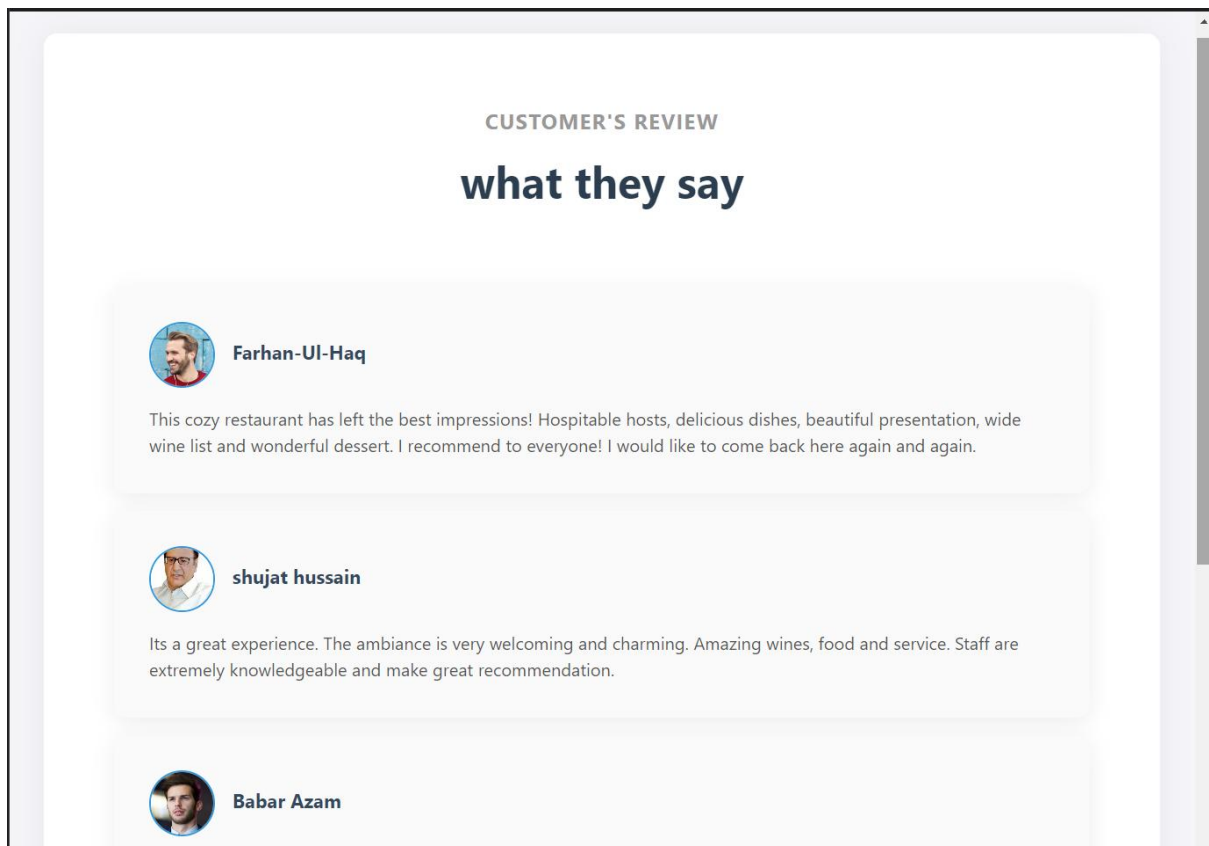 CUSTOMER'S REVIEW
what they say
Farhan-Ul-Haq
This cozy restaurant has left the best impressions! Hospitable hosts, delicious dishes, beautiful presentation, wide
wine list and wonderful dessert. I recommend to everyone! I would like to come back here again and again.
shujat hussain
Its a great experience. The ambiance is very welcoming and charming. Amazing wines, food and service. Staff are
extremely knowledgeable and make great recommendation.
Babar Azam